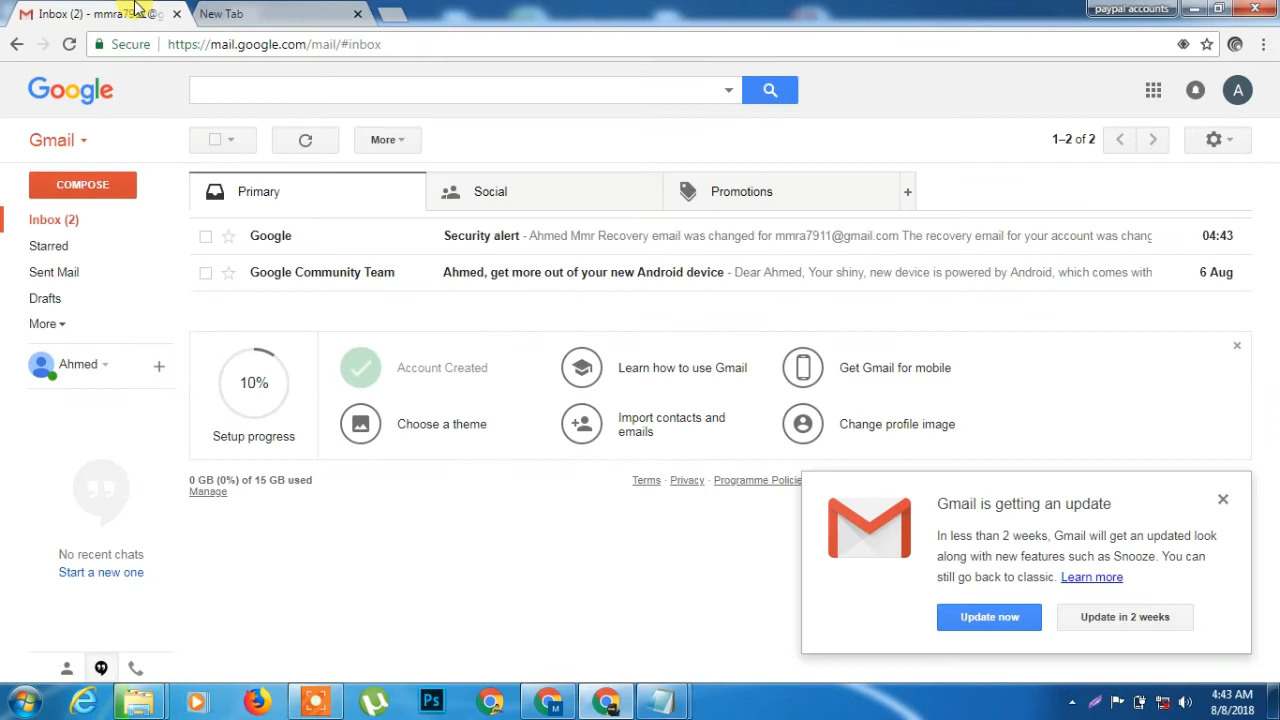 Inbox (2) - mmra7911@g
New Tab
paypal accounts
Secure
https://mail.google.com/mail/#inbox
Google
Gmail
More
1–2 of 2
A
COMPOSE
Inbox (2)
Starred
Sent Mail
Drafts
More
Ahmed
No recent chats
Start a new one
Primary
Social
Promotions
Google
Security alert - Ahmed Mmr Recovery email was changed for mmra7911@gmail.com The recovery email for your account was chang
04:43
Google Community Team
Ahmed, get more out of your new Android device - Dear Ahmed, Your shiny, new device is powered by Android, which comes with
6 Aug
10%
Setup progress
Account Created
Learn how to use Gmail
Get Gmail for mobile
Choose a theme
Import contacts and
emails
Change profile image
0 GB (0%) of 15 GB used
Manage
Terms · Privacy · Programme Policie
Gmail is getting an update
In less than 2 weeks, Gmail will get an updated look
along with new features such as Snooze. You can
still go back to classic. Learn more
Update now
Update in 2 weeks
Ps
M
4:43 AM
8/8/2018